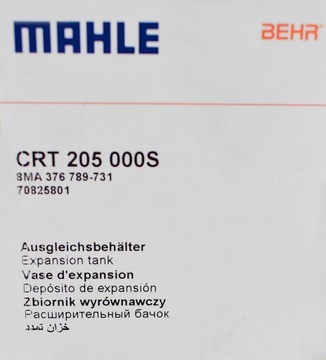 MAHLE
BEHR
CRT 205 000S
8MA 376 789-731
70825801
Ausgleichsbehälter
Expansion tank
Vase d'expansion
Depósito de expansión
Zbiornik wyrównawczy
Расширительный бачок
خزان تمدد